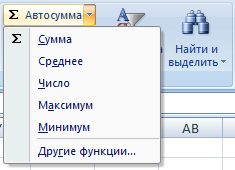 Σ Автосумма
Σ Сумма
Среднее
Число
Максимум
Минимум
Другие функции...
Найти и
выделить
AB